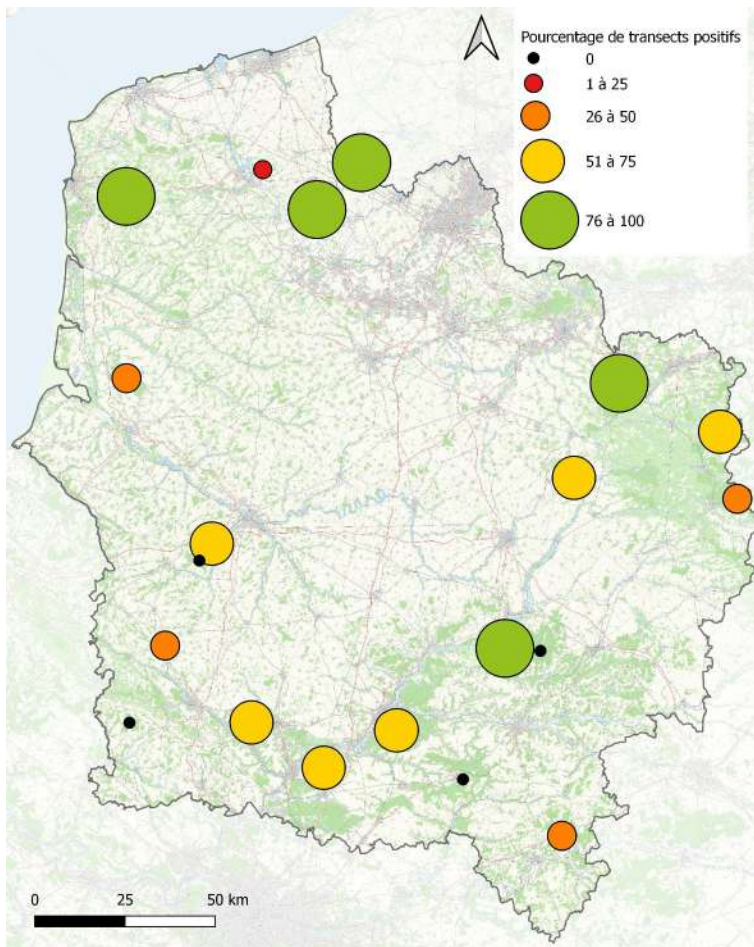 Pourcentage de transects positifs
0
1 à 25
26 à 50
51 à 75
76 à 100
0 25 50 km